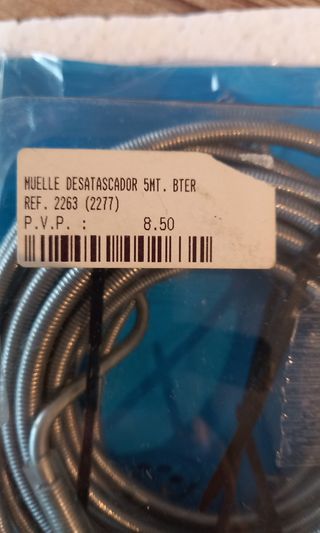 MUELLE DESATASCADOR 5MT. BTER
REF. 2263 (2277)
P.V.P. : 8.50